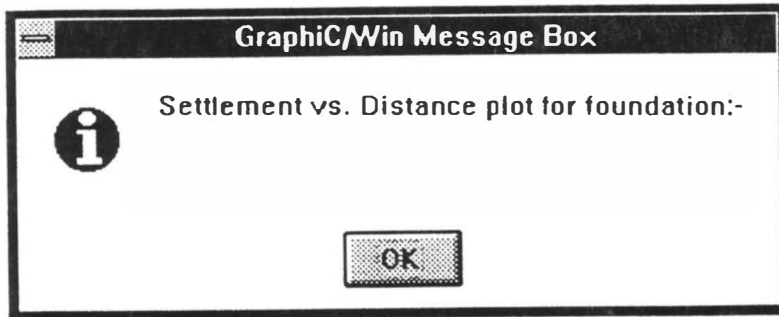 GraphiC/Win Message Box
Settlement vs. Distance plot for foundation:-
OK